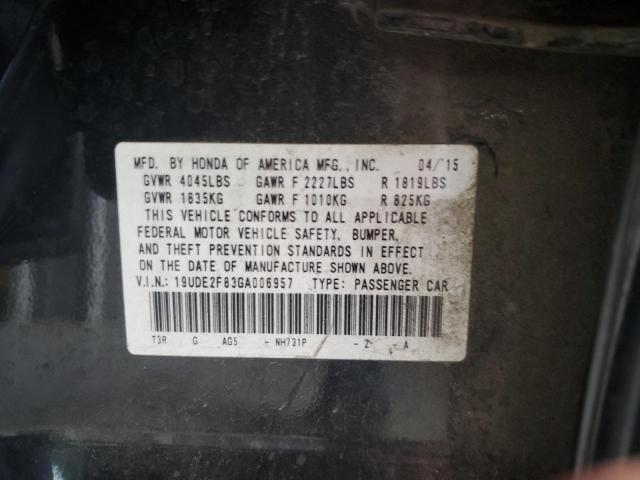 MFD. BY HONDA OF AMERICA MFG., INC. 04/15
GVWR 4045LBS GAWR F 2227LBS R 1819LBS
GVWR 1835KG GAWR F 1010KG R 825KG
THIS VEHICLE CONFORMS TO ALL APPLICABLE
FEDERAL MOTOR VEHICLE SAFETY, BUMPER,
AND THEFT PREVENTION STANDARDS IN EFFECT
ON THE DATE OF MANUFACTURE SHOWN ABOVE.
V.I.N.: 19UDE2F83GA006957 TYPE: PASSENGER CAR
T3R G AG5 - NH731P - Z - A